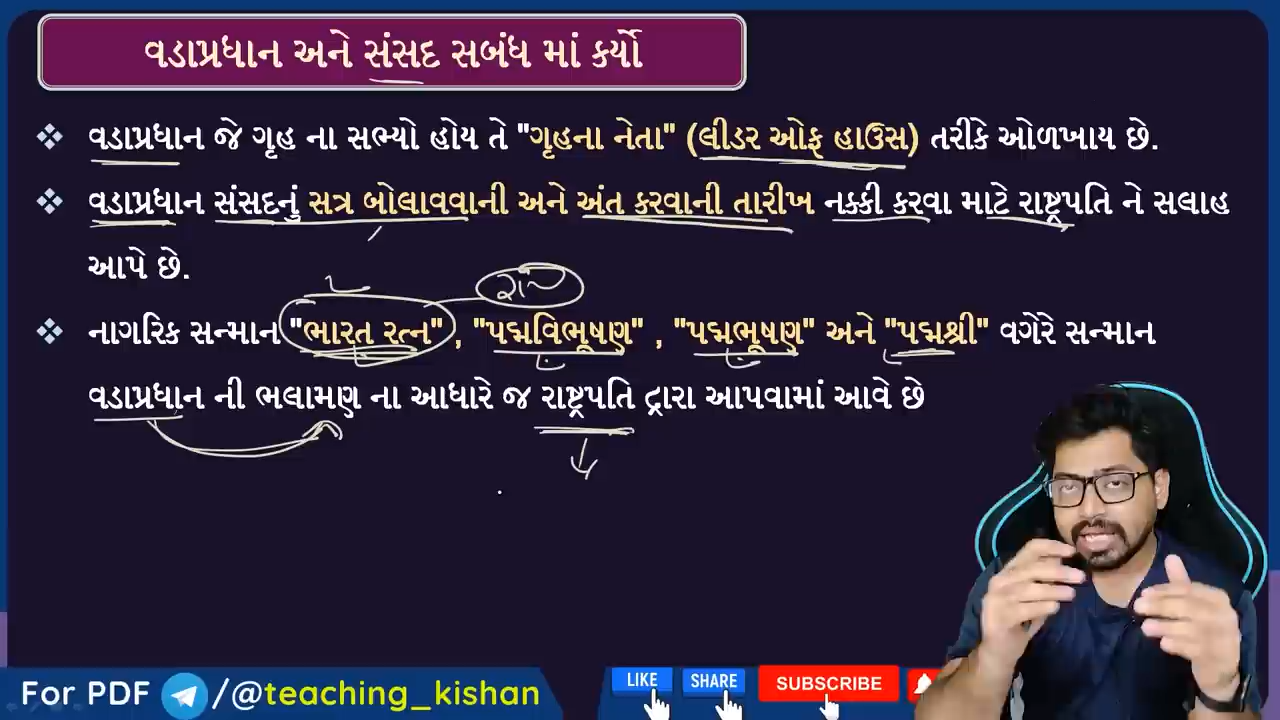 વડાપ્રધાન અને સંસદ સબંધ માં કર્યો
❖ વડાપ્રધાન જે ગૃહ ના સભ્યો હોય તે "ગૃહના નેતા" (લીડર ઓફ હાઉસ) તરીકે ઓળખાય છે.
❖ વડાપ્રધાન સંસદનું સત્ર બોલાવવાની અને અંત કરવાની તારીખ નક્કી કરવા માટે રાષ્ટ્રપતિ ને સલાહ
આપે છે.
❖ નાગરિક સન્માન "ભારત રત્ન", "પદ્મવિભૂષણ" , "પદ્મભૂષણ" અને "પદ્મશ્રી" વગેરે સન્માન
વડાપ્રધાન ની ભલામણ ના આધારે જ રાષ્ટ્રપતિ દ્વારા આપવામાં આવે છે
For PDF /@teaching_kishan
LIKE SHARE SUBSCRIBE